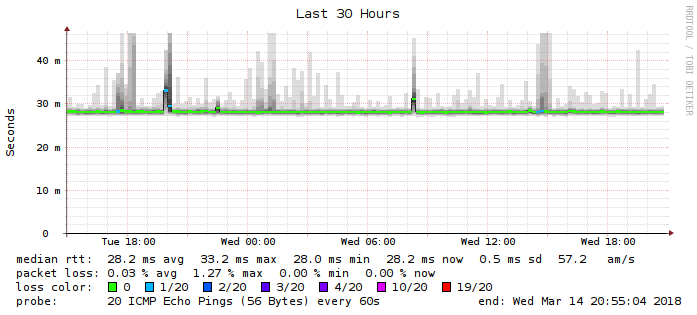 Last 30 Hours
RRDTOOL / TOBI OETIKER
Seconds
40 m
30 m
20 m
10 m
0
Tue 18:00 Wed 00:00 Wed 06:00 Wed 12:00 Wed 18:00
median rtt: 28.2 ms avg 33.2 ms max 28.0 ms min 28.2 ms now 0.5 ms sd 57.2 am/s
packet loss: 0.03 % avg 1.27 % max 0.00 % min 0.00 % now
loss color: 0 1/20 2/20 3/20 4/20 10/20 19/20
probe: 20 ICMP Echo Pings (56 Bytes) every 60s end: Wed Mar 14 20:55:04 2018